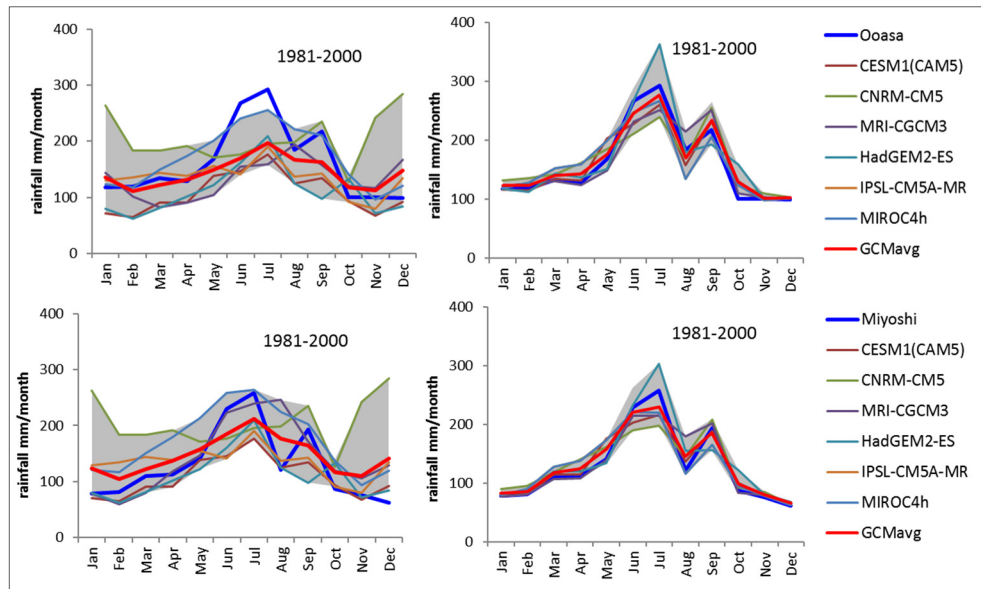 400
300
200
100
0
rainfall mm/month
1981-2000
Jan
Feb
Mar
Apr
May
Jun
Jul
Aug
Sep
Oct
Nov
Dec
400
300
200
100
0
rainfall mm/month
1981-2000
Jan
Feb
Mar
Apr
May
Jun
Jul
Aug
Sep
Oct
Nov
Dec
Ooasa
CESM1(CAM5)
CNRM-CM5
MRI-CGCM3
HadGEM2-ES
IPSL-CM5A-MR
MIROC4h
GCMavg
400
300
200
100
0
rainfall mm/month
1981-2000
Jan
Feb
Mar
Apr
May
Jun
Jul
Aug
Sep
Oct
Nov
Dec
400
300
200
100
0
rainfall mm/month
1981-2000
Jan
Feb
Mar
Apr
May
Jun
Jul
Aug
Sep
Oct
Nov
Dec
Miyoshi
CESM1(CAM5)
CNRM-CM5
MRI-CGCM3
HadGEM2-ES
IPSL-CM5A-MR
MIROC4h
GCMavg